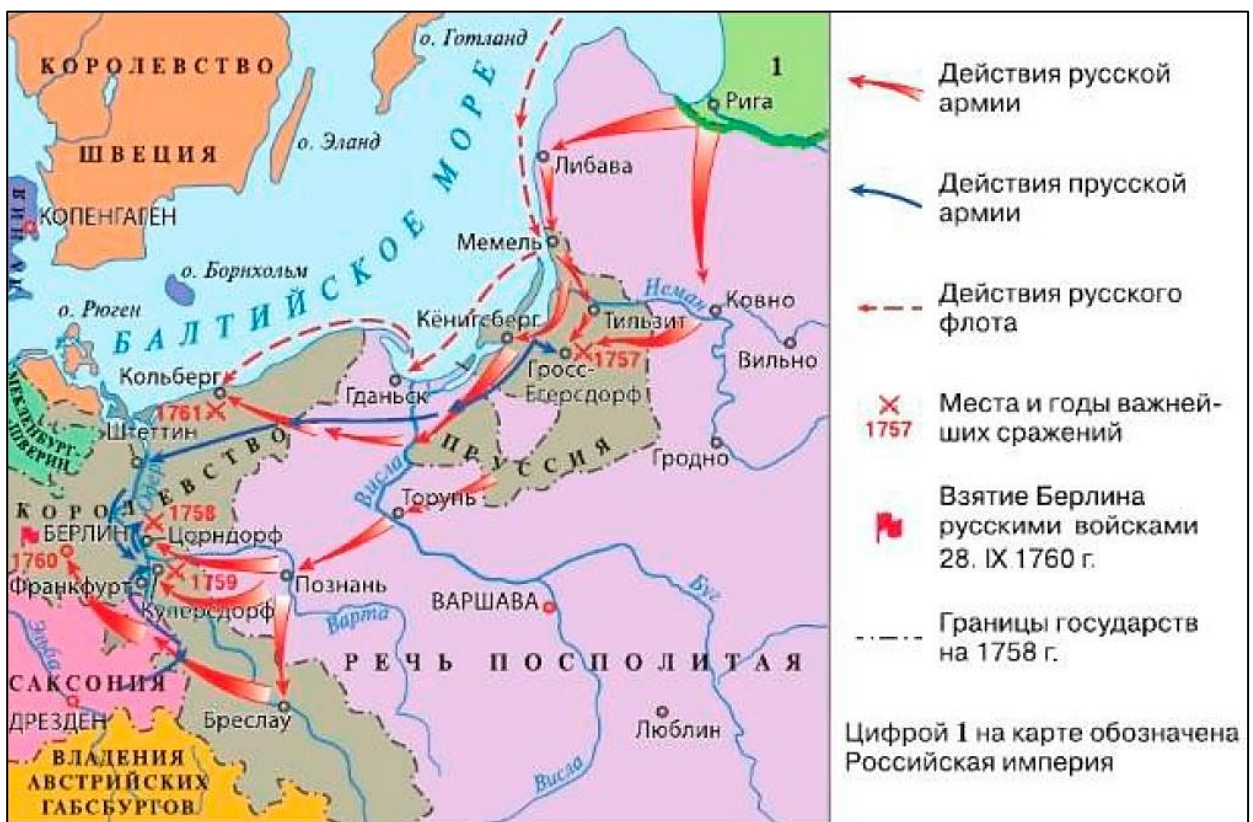 КОРОЛЕВСТВО
ШВЕЦИЯ
о. Готланд
о. Эланд
1
Рига
Либава
КОПЕНГАГЕН
ДАНИЯ
БАЛТИЙСКОЕ МОРЕ
о. Борнхольм
о. Рюген
Мемель
Неман
Ковно
Тильзит
Вильно
Кёнигсберг
1757
Гросс-
Егерсдорф
Кольберг
1761
Гданьск
МЕКЛЕНБУРГ-
ШВЕРИН
Штеттин
Одер
КОРОЛЕВСТВО
ПРУССИЯ
Гродно
Висла
Торунь
1758
БЕРЛИН
Цорндорф
1760
1759
Франкфурт
Кунерсдорф
Познань
ВАРШАВА
Буг
Варта
Эльба
РЕЧЬ ПОСПОЛИТАЯ
САКСОНИЯ
ДРЕЗДЕН
Бреслау
Люблин
Висла
ВЛАДЕНИЯ
АВСТРИЙСКИХ
ГАБСБУРГОВ
Действия русской
армии
Действия прусской
армии
Действия русского
флота
1757
Места и годы важней-
ших сражений
Взятие Берлина
русскими войсками
28. IX 1760 г.
Границы государств
на 1758 г.
Цифрой 1 на карте обозначена
Российская империя